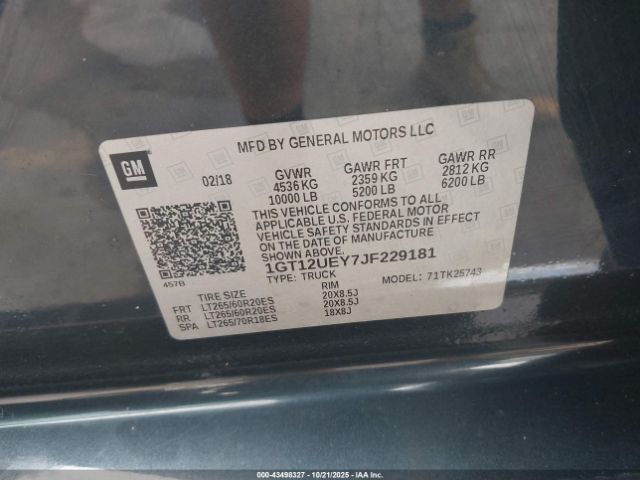 MFD BY GENERAL MOTORS LLC
GM
02/18
GVWR
4536 KG
10000 LB
GAWR FRT
2359 KG
5200 LB
GAWR RR
2812 KG
6200 LB
THIS VEHICLE CONFORMS TO ALL
APPLICABLE U.S. FEDERAL MOTOR
VEHICLE SAFETY STANDARDS IN EFFECT
ON THE DATE OF MANUFACTURE
SHOWN ABOVE.
1GT12UEY7JF229181
457B
TYPE: TRUCK
MODEL: 71TK25743
TIRE SIZE RIM
FRT LT265/60R20ES 20X8.5J
RR LT265/60R20ES 20X8.5J
SPA LT265/70R18ES 18X8J
000-43498327 - 10/21/2025 - © IAA, LLC